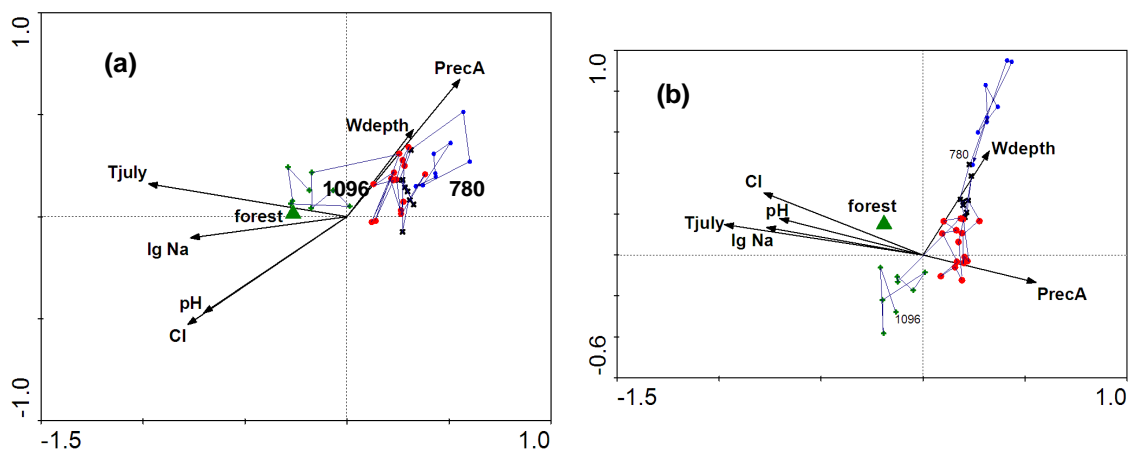 1.0
(a)
PrecA
Wdepth
Tjuly
1096
780
forest
lg Na
pH
Cl
-1.0
-1.5
1.0
1.0
(b)
780
Wdepth
Cl
pH
forest
Tjuly
lg Na
PrecA
1096
-0.6
-1.5
1.0